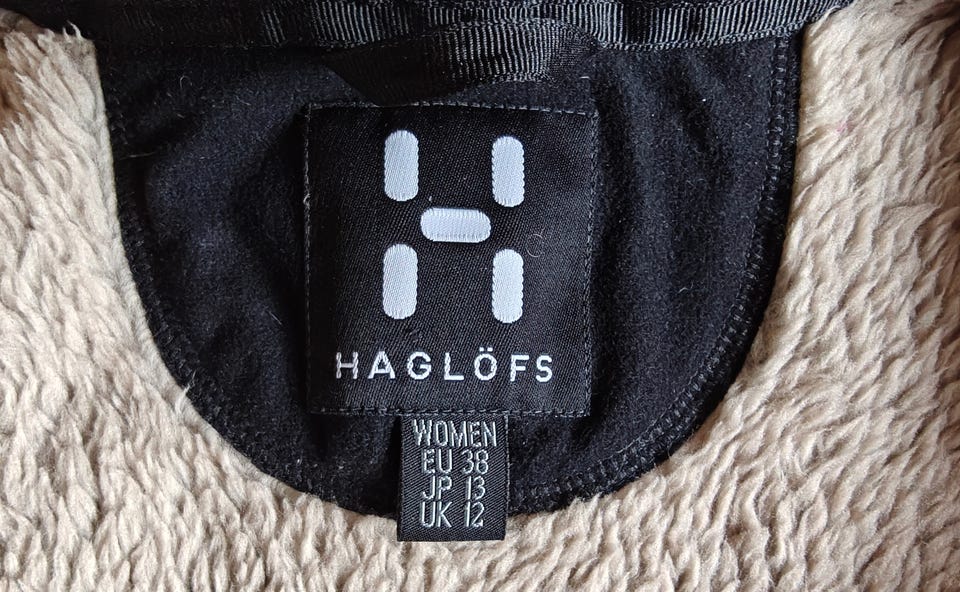 HAGLÖFS
WOMEN
EU 38
JP 13
UK 12